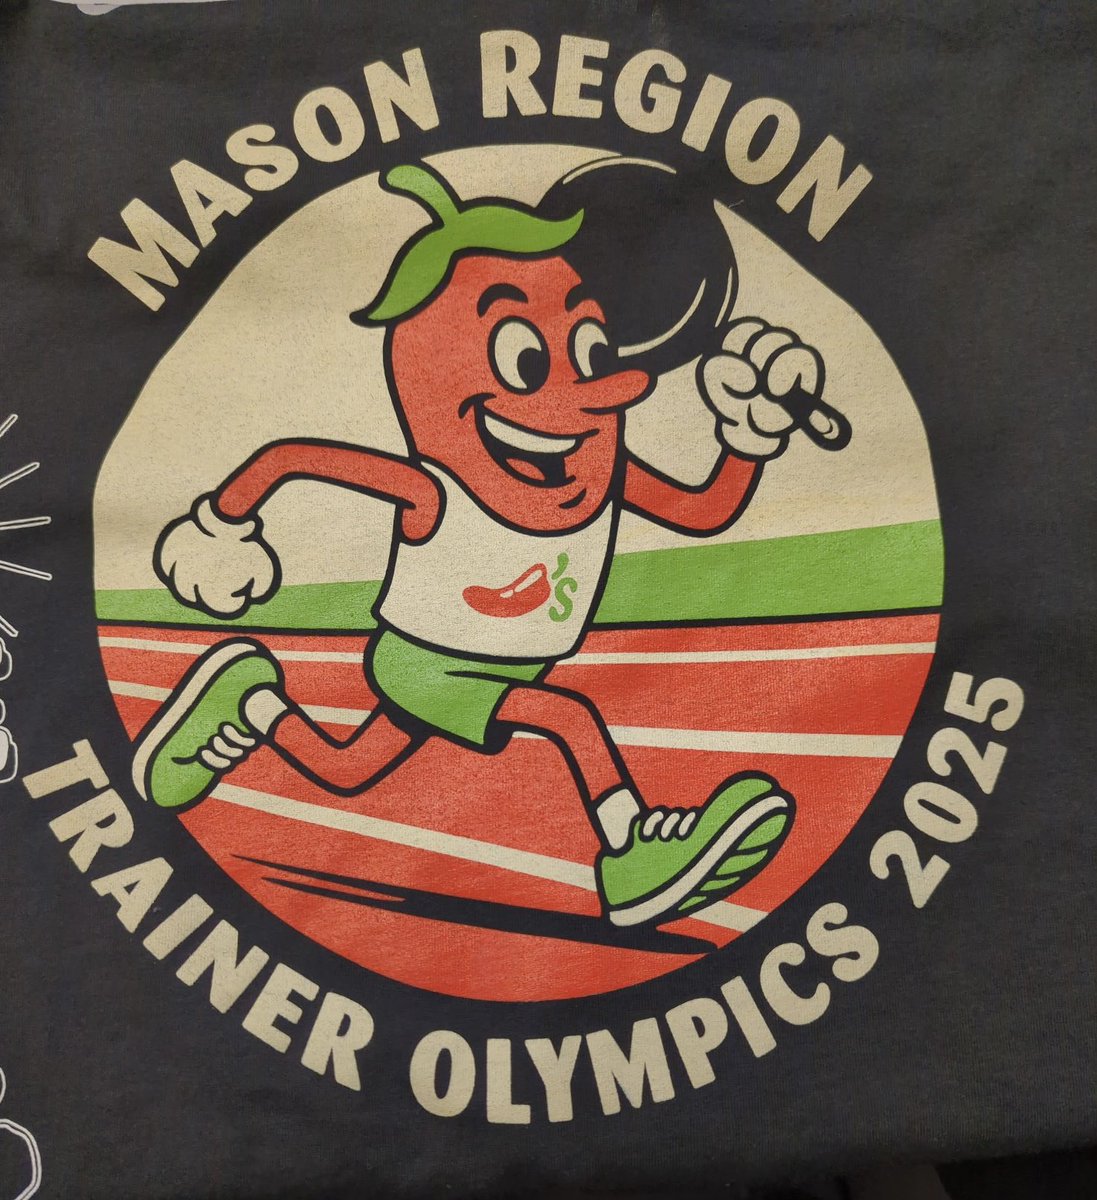 MASON REGION
'S
TRAINER OLYMPICS 2025